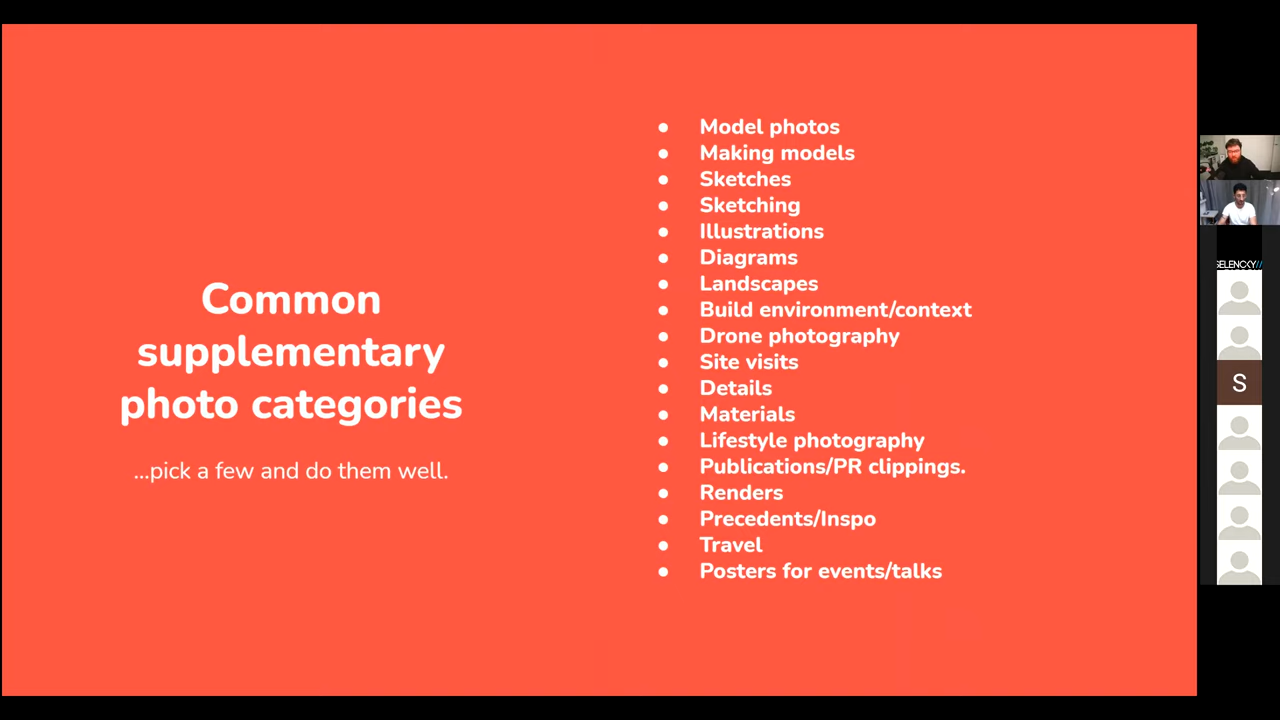 Common
supplementary
photo categories
...pick a few and do them well.
● Model photos
● Making models
● Sketches
● Sketching
● Illustrations
● Diagrams
● Landscapes
● Build environment/context
● Drone photography
● Site visits
● Details
● Materials
● Lifestyle photography
● Publications/PR clippings.
● Renders
● Precedents/Inspo
● Travel
● Posters for events/talks
S